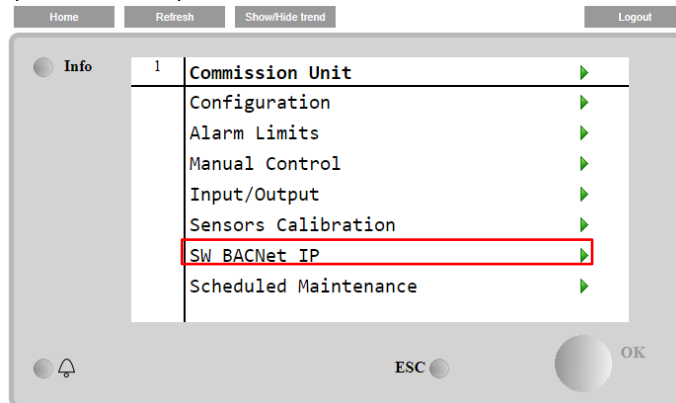 Home Refresh Show/Hide trend Logout
Info
1 Commission Unit
Configuration
Alarm Limits
Manual Control
Input/Output
Sensors Calibration
SW BACNet IP
Scheduled Maintenance
ESC OK